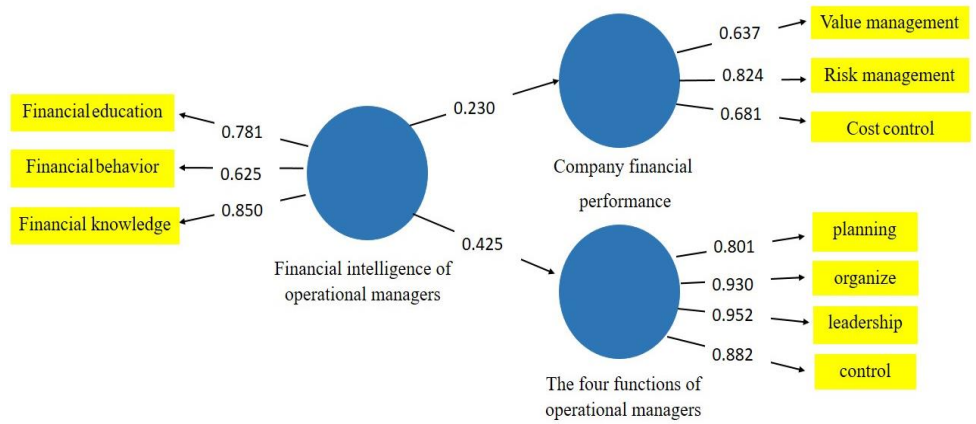 Financial education
Financial behavior
Financial knowledge
0.781
0.625
0.850
Financial intelligence of
operational managers
0.230
0.425
Company financial
performance
0.637
0.824
0.681
Value management
Risk management
Cost control
The four functions of
operational managers
0.801
0.930
0.952
0.882
planning
organize
leadership
control